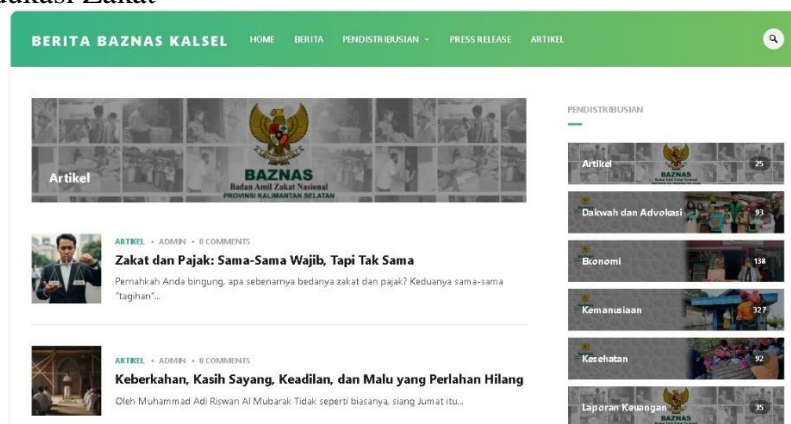 BERITA BAZNAS KALSEL
HOME
BERITA
PENDISTRIBUSIAN
PRESS RELEASE
ARTIKEL
Artikel
BAZNAS
Badan Amil Zakat Nasional
PROVINSI KALIMANTAN SELATAN
ARTIKEL • ADMIN • 0 COMMENTS
Zakat dan Pajak: Sama-Sama Wajib, Tapi Tak Sama
Pernahkah Anda bingung, apa sebenarnya bedanya zakat dan pajak? Keduanya sama-sama
"tagihan"...
ARTIKEL • ADMIN • 0 COMMENTS
Keberkahan, Kasih Sayang, Keadilan, dan Malu yang Perlahan Hilang
Oleh Muhammad Adi Riswan Al Mubarak Tidak seperti biasanya, siang Jumat itu...
PENDISTRIBUSIAN
Artikel 25
BAZNAS
Dakwah dan Advokasi 93
Ekonomi 138
Kemanusiaan 327
Kesehatan 92
Laporan Keuangan 35
BAZNAS